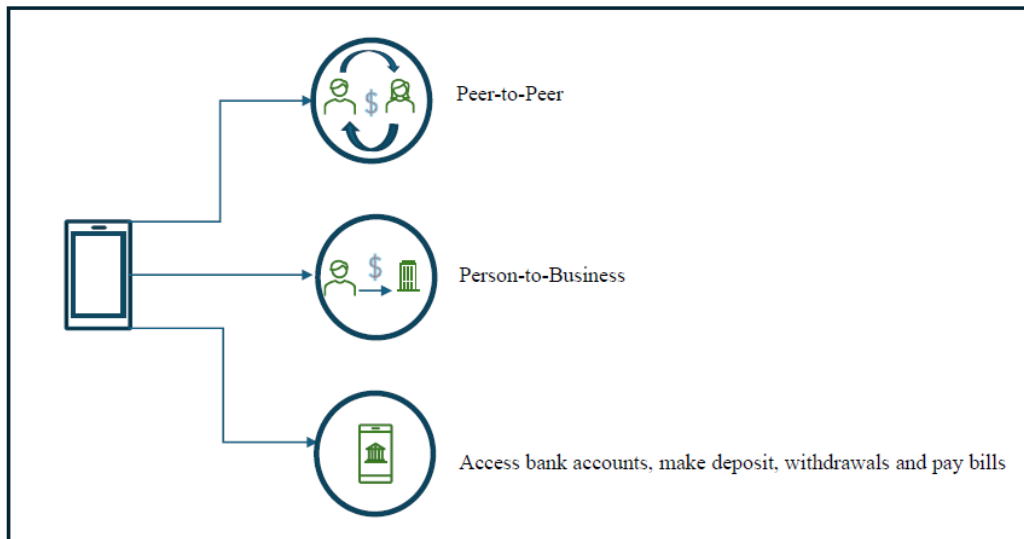 $
Peer-to-Peer
$
Person-to-Business
Access bank accounts, make deposit, withdrawals and pay bills